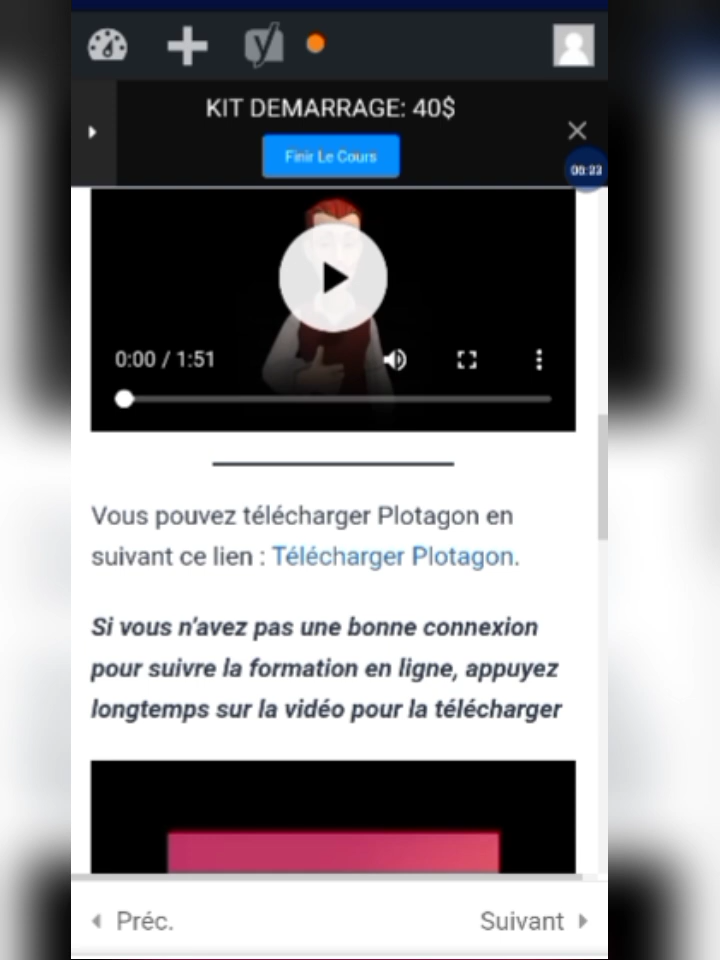 KIT DEMARRAGE: 40$
Finir Le Cours
0:00 / 1:51
Vous pouvez télécharger Plotagon en
suivant ce lien : Télécharger Plotagon.
Si vous n'avez pas une bonne connexion
pour suivre la formation en ligne, appuyez
longtemps sur la vidéo pour la télécharger
Préc.
Suivant